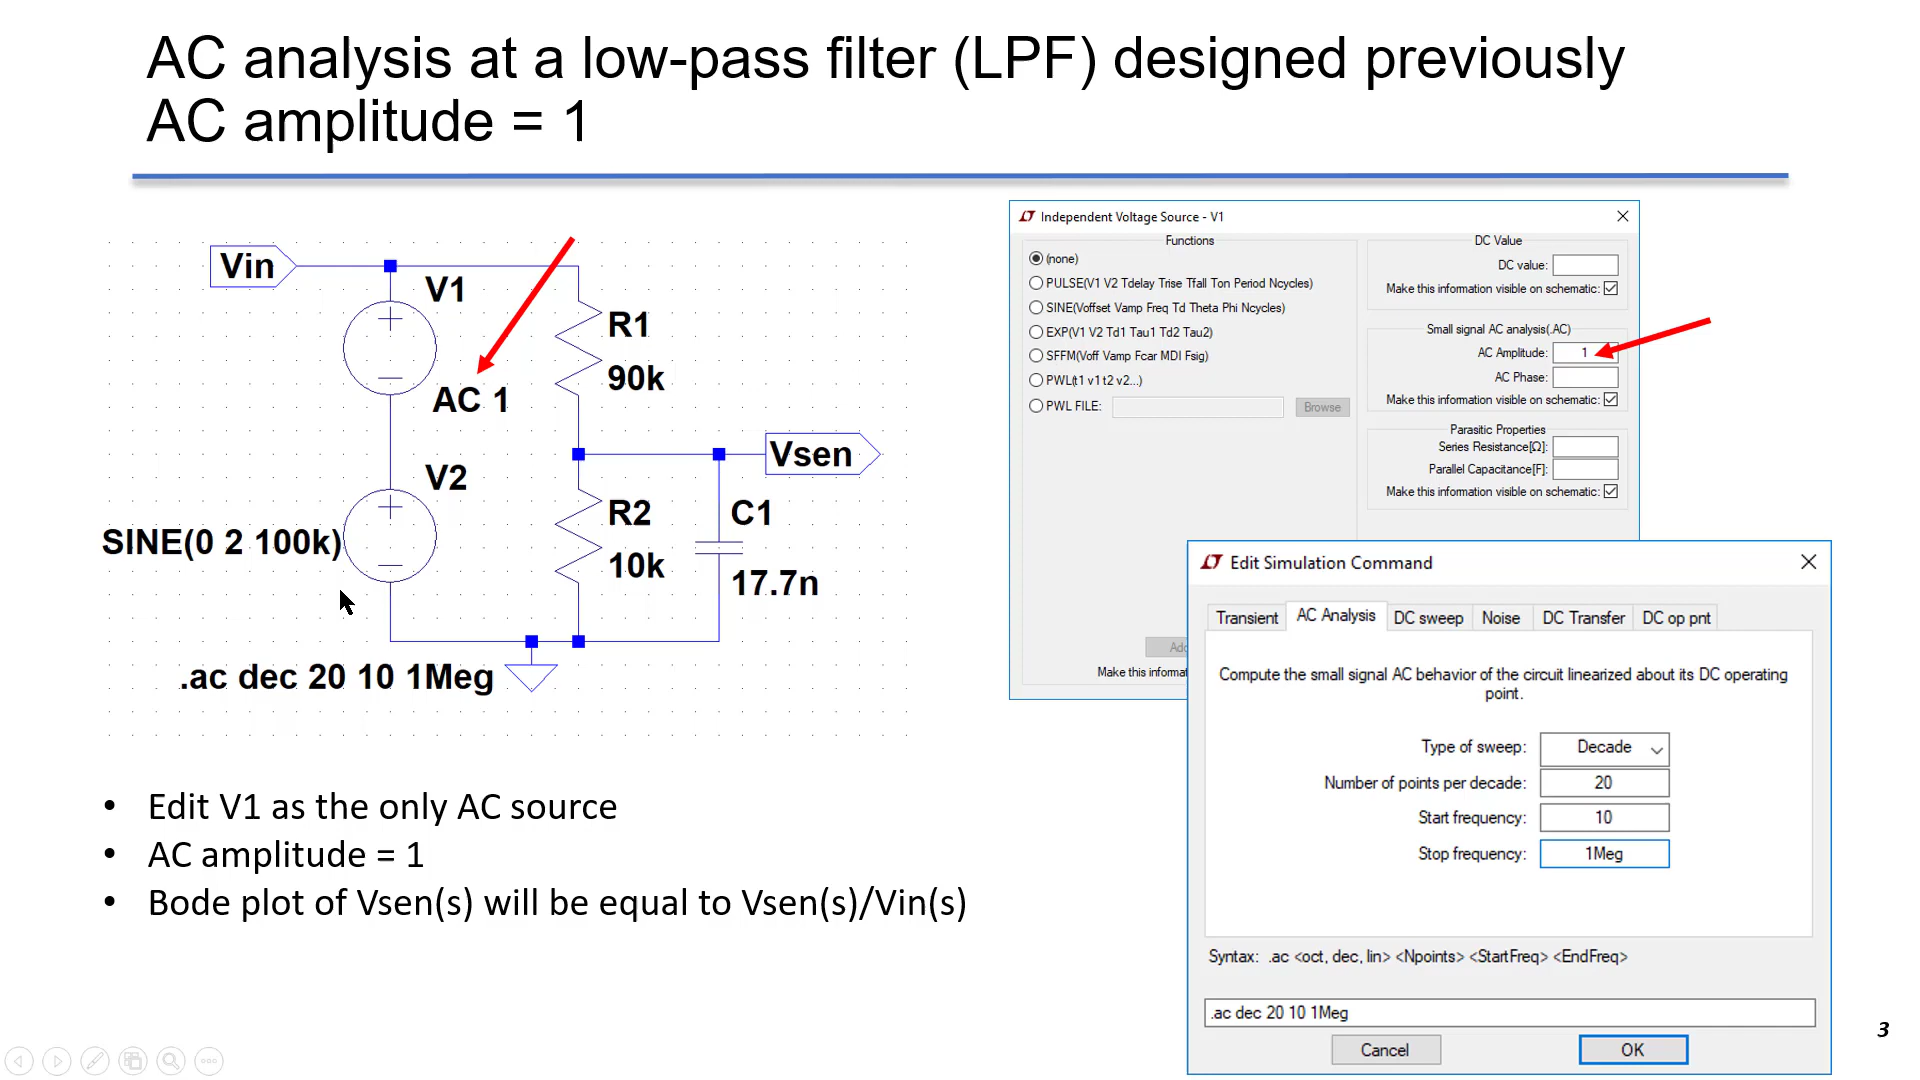 AC analysis at a low-pass filter (LPF) designed previously
AC amplitude = 1
Vin
V1
AC 1
R1
90k
Vsen
V2
SINE(0 2 100k)
R2
10k
C1
17.7n
.ac dec 20 10 1Meg
• Edit V1 as the only AC source
• AC amplitude = 1
• Bode plot of Vsen(s) will be equal to Vsen(s)/Vin(s)
Independent Voltage Source - V1
Functions
(none)
PULSE(V1 V2 Tdelay Trise Tfall Ton Period Ncycles)
SINE(Voffset Vamp Freq Td Theta Phi Ncycles)
EXP(V1 V2 Td1 Tau1 Td2 Tau2)
SFFM(Voff Vamp Fcar MDI Fsig)
PWL(t1 v1 t2 v2...)
PWL FILE:
Browse
DC Value
DC value:
Make this information visible on schematic:
Small signal AC analysis(.AC)
AC Amplitude: 1
AC Phase:
Make this information visible on schematic:
Parasitic Properties
Series Resistance[Ω]:
Parallel Capacitance[F]:
Make this information visible on schematic:
Make this
Edit Simulation Command
Transient AC Analysis DC sweep Noise DC Transfer DC op pnt
Compute the small signal AC behavior of the circuit linearized about its DC operating
point.
Type of sweep: Decade
Number of points per decade: 20
Start frequency: 10
Stop frequency: 1Meg
Syntax: .ac <oct, dec, lin> <Npoints> <StartFreq> <EndFreq>
.ac dec 20 10 1Meg
Cancel OK
3